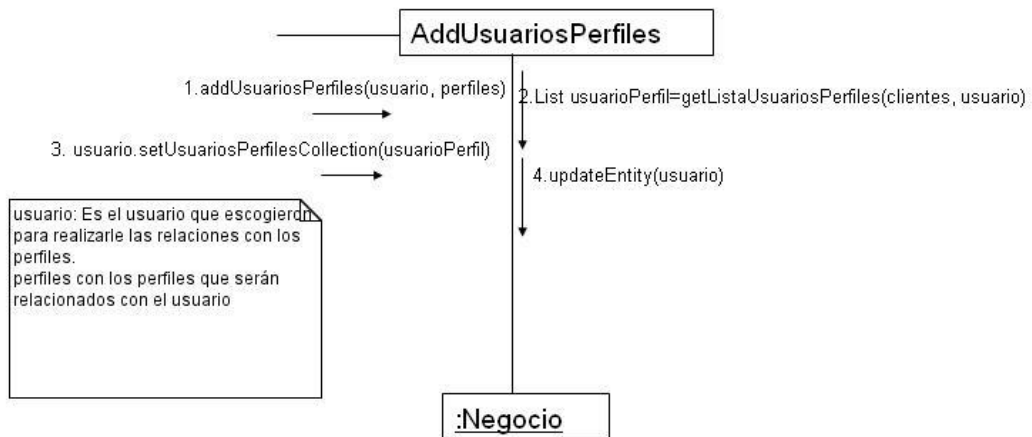 AddUsuariosPerfiles
1.addUsuariosPerfiles(usuario, perfiles)
2.List usuarioPerfil=getListaUsuariosPerfiles(clientes, usuario)
3. usuario.setUsuariosPerfilesCollection(usuarioPerfil)
4.updateEntity(usuario)
usuario: Es el usuario que escogieron
para realizarle las relaciones con los
perfiles.
perfiles con los perfiles que serán
relacionados con el usuario
:Negocio